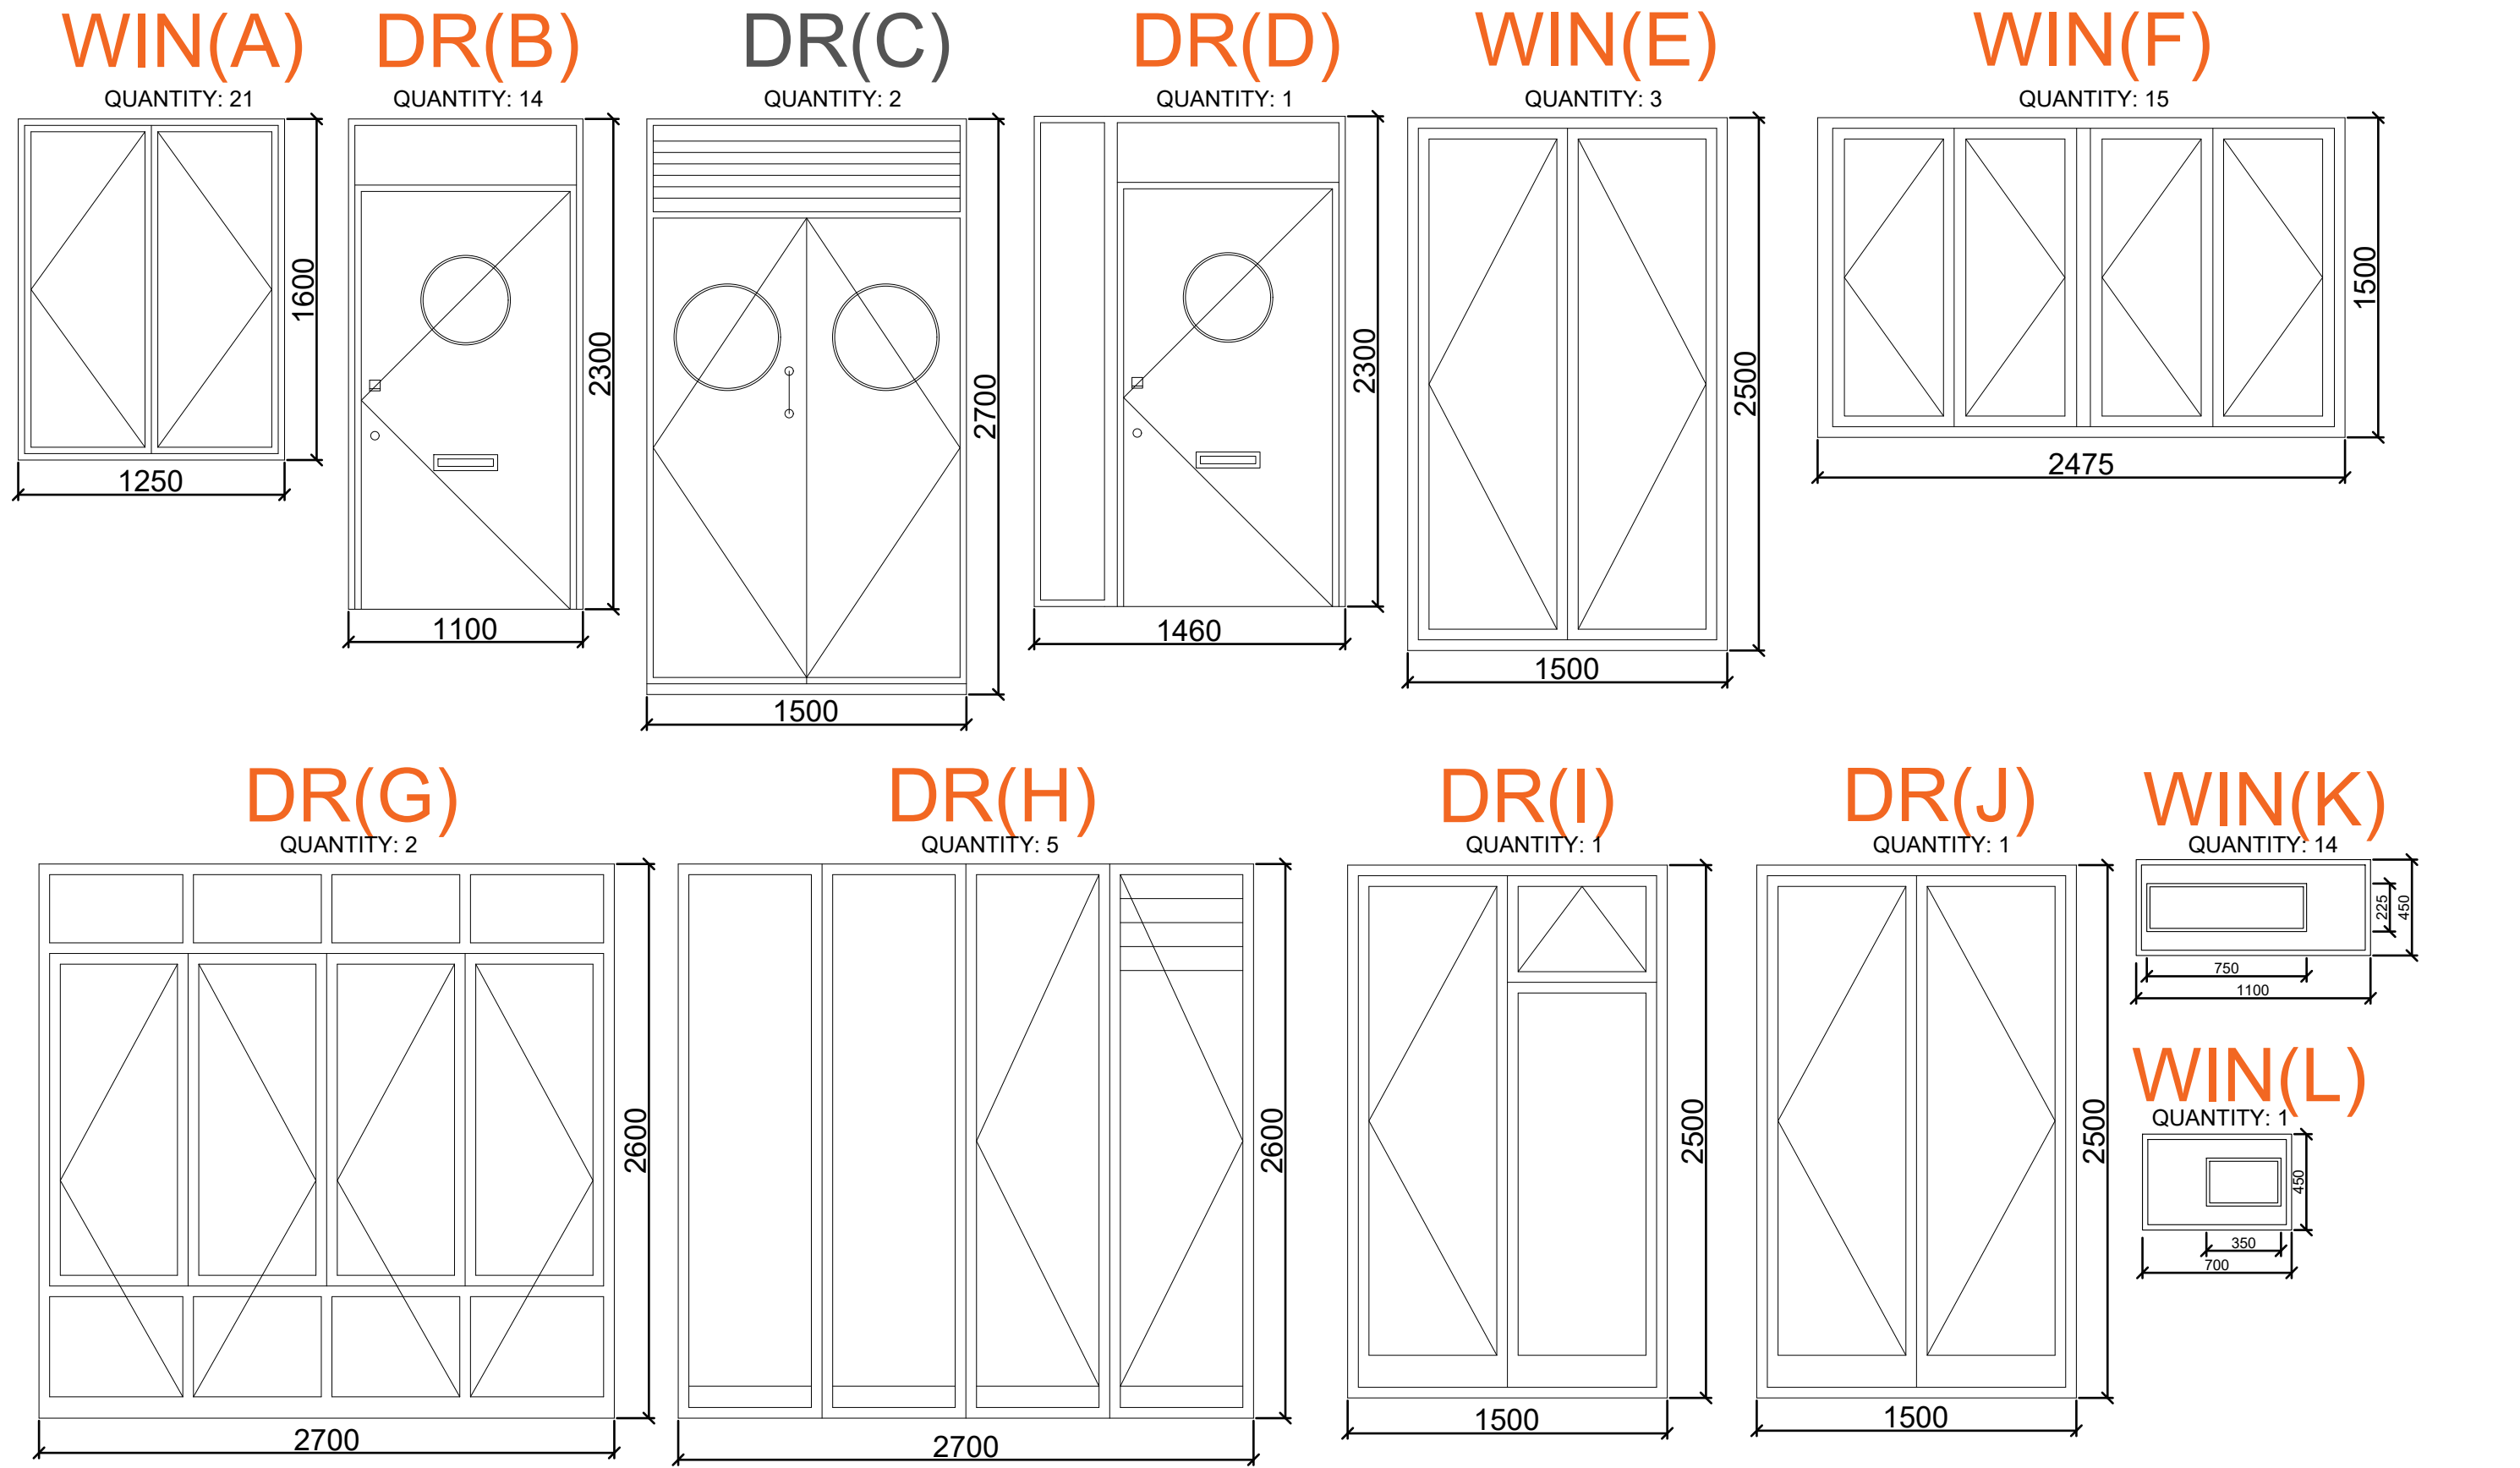 WIN(A)
QUANTITY: 21
1600
1250
DR(B)
QUANTITY: 14
2300
1100
DR(C)
QUANTITY: 2
2700
1500
DR(D)
QUANTITY: 1
2300
1460
WIN(E)
QUANTITY: 3
2500
1500
WIN(F)
QUANTITY: 15
1500
2475
DR(G)
QUANTITY: 2
2600
2700
DR(H)
QUANTITY: 5
2600
2700
DR(I)
QUANTITY: 1
2500
1500
DR(J)
QUANTITY: 1
2500
1500
WIN(K)
QUANTITY: 14
225
450
750
1100
WIN(L)
QUANTITY: 1
450
350
700